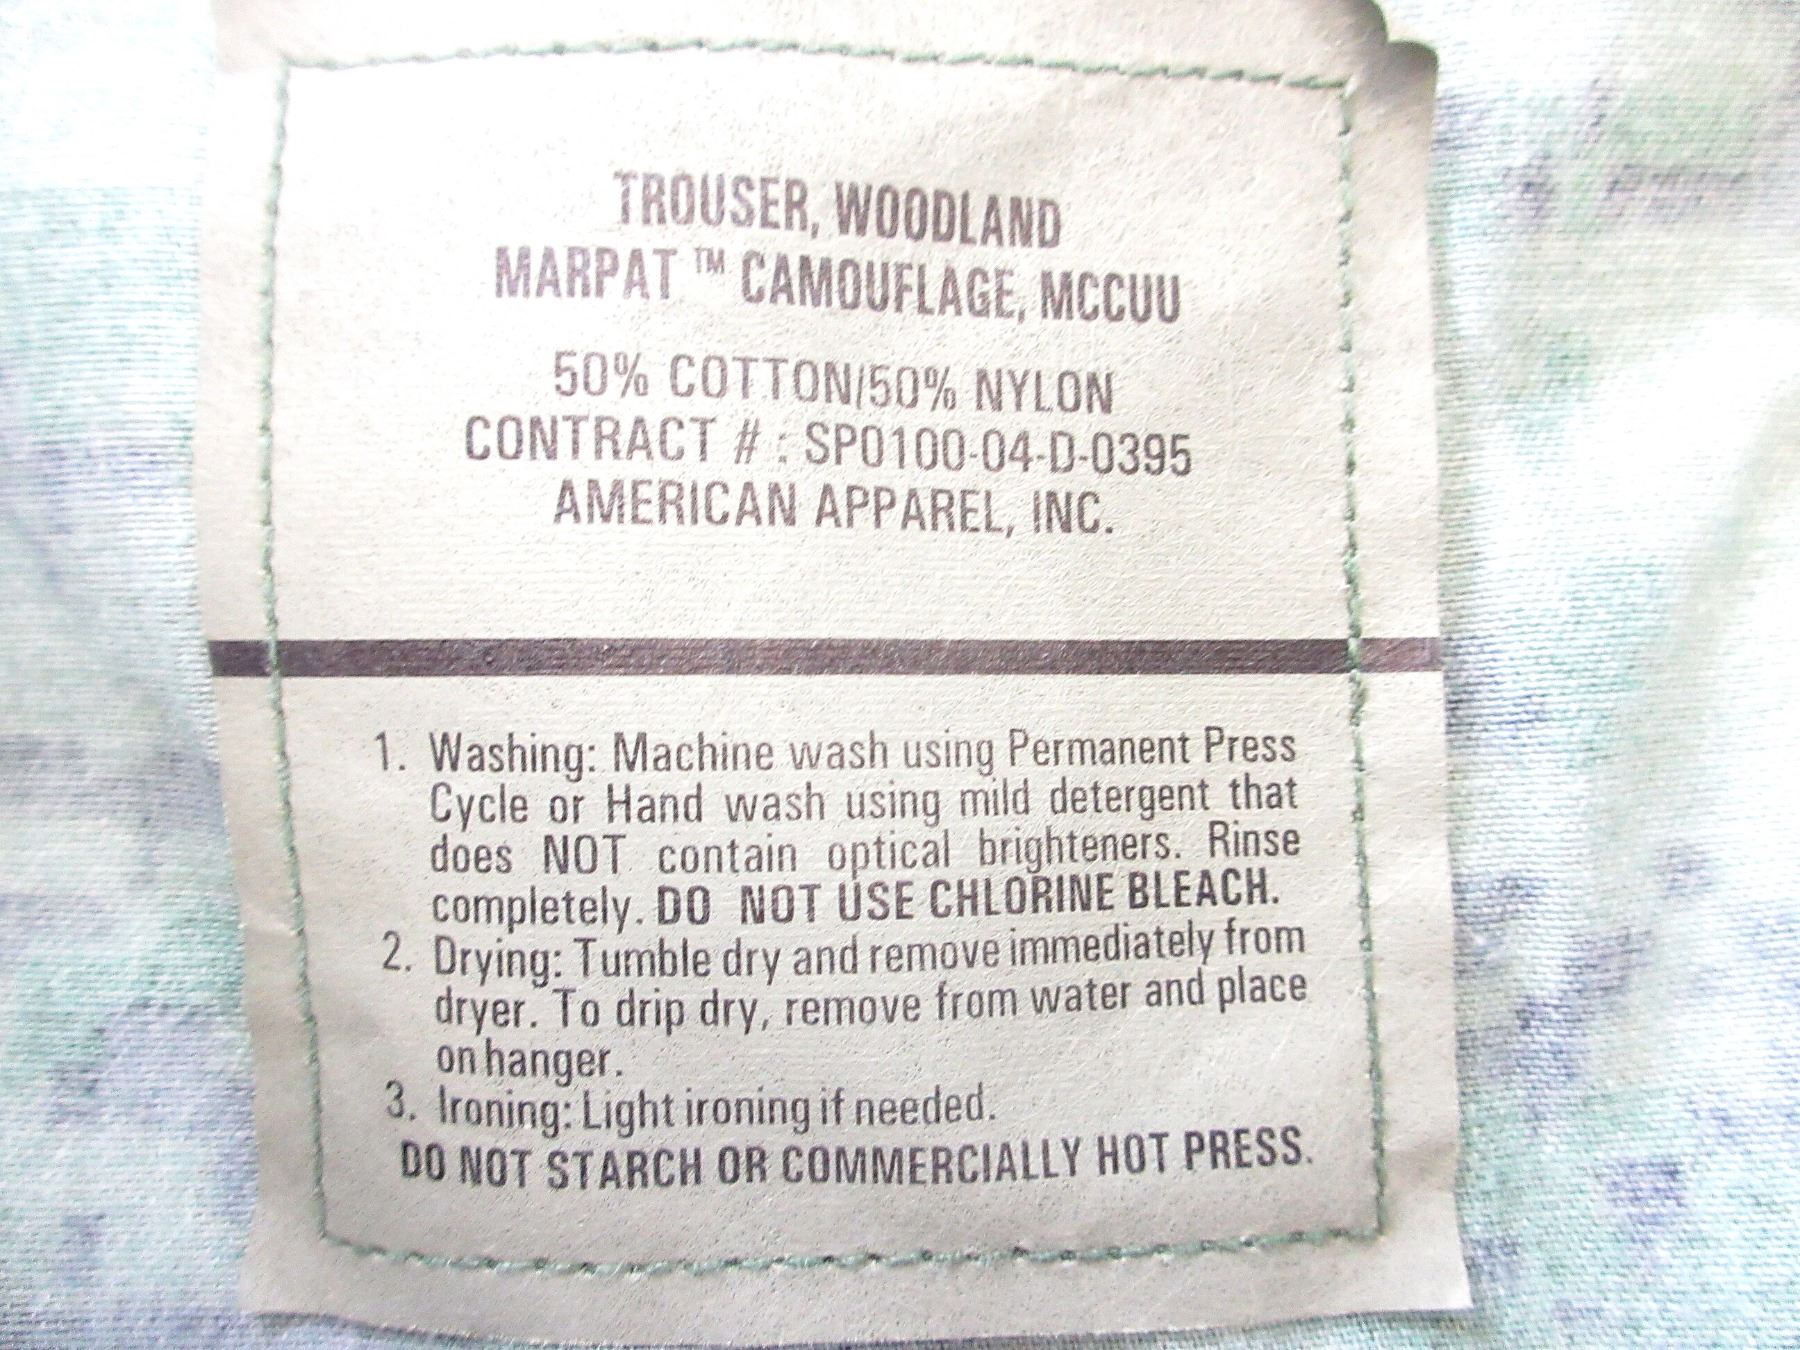 TROUSER, WOODLAND
MARPAT™ CAMOUFLAGE, MCCUU
50% COTTON/50% NYLON
CONTRACT # : SP0100-04-D-0395
AMERICAN APPAREL, INC.
1. Washing: Machine wash using Permanent Press
Cycle or Hand wash using mild detergent that
does NOT contain optical brighteners. Rinse
completely. DO NOT USE CHLORINE BLEACH.
2. Drying: Tumble dry and remove immediately from
dryer. To drip dry, remove from water and place
on hanger.
3. Ironing: Light ironing if needed.
DO NOT STARCH OR COMMERCIALLY HOT PRESS.